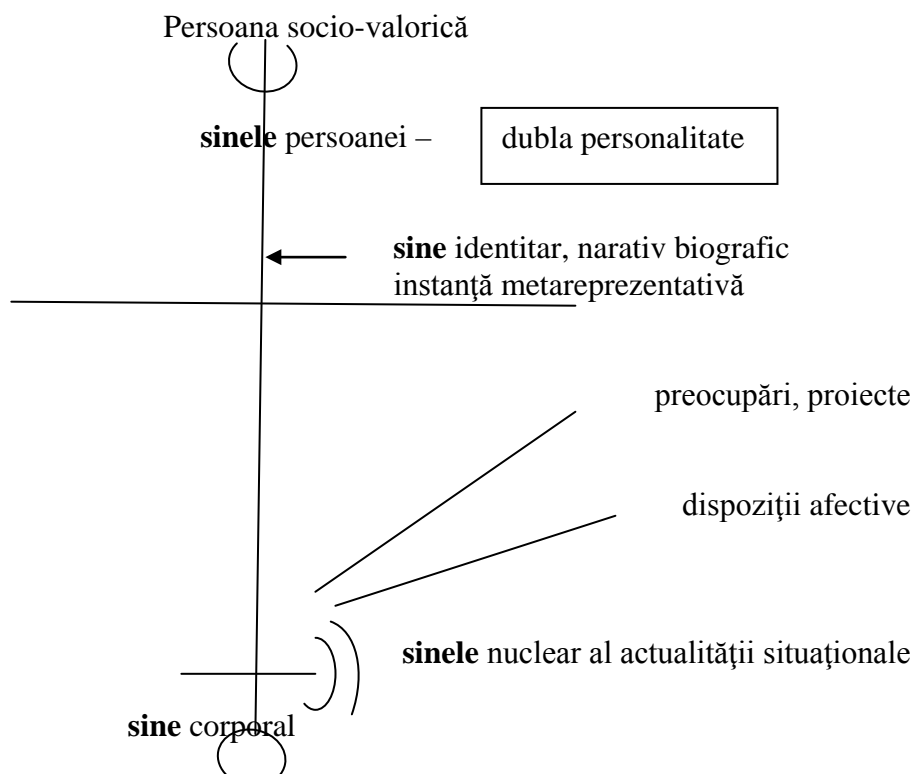 Persoana socio-valorică
sinele persoanei – dubla personalitate
sine identitar, narativ biografic
instanţă metareprezentativă
preocupări, proiecte
dispoziţii afective
sinele nuclear al actualităţii situaţionale
sine corporal